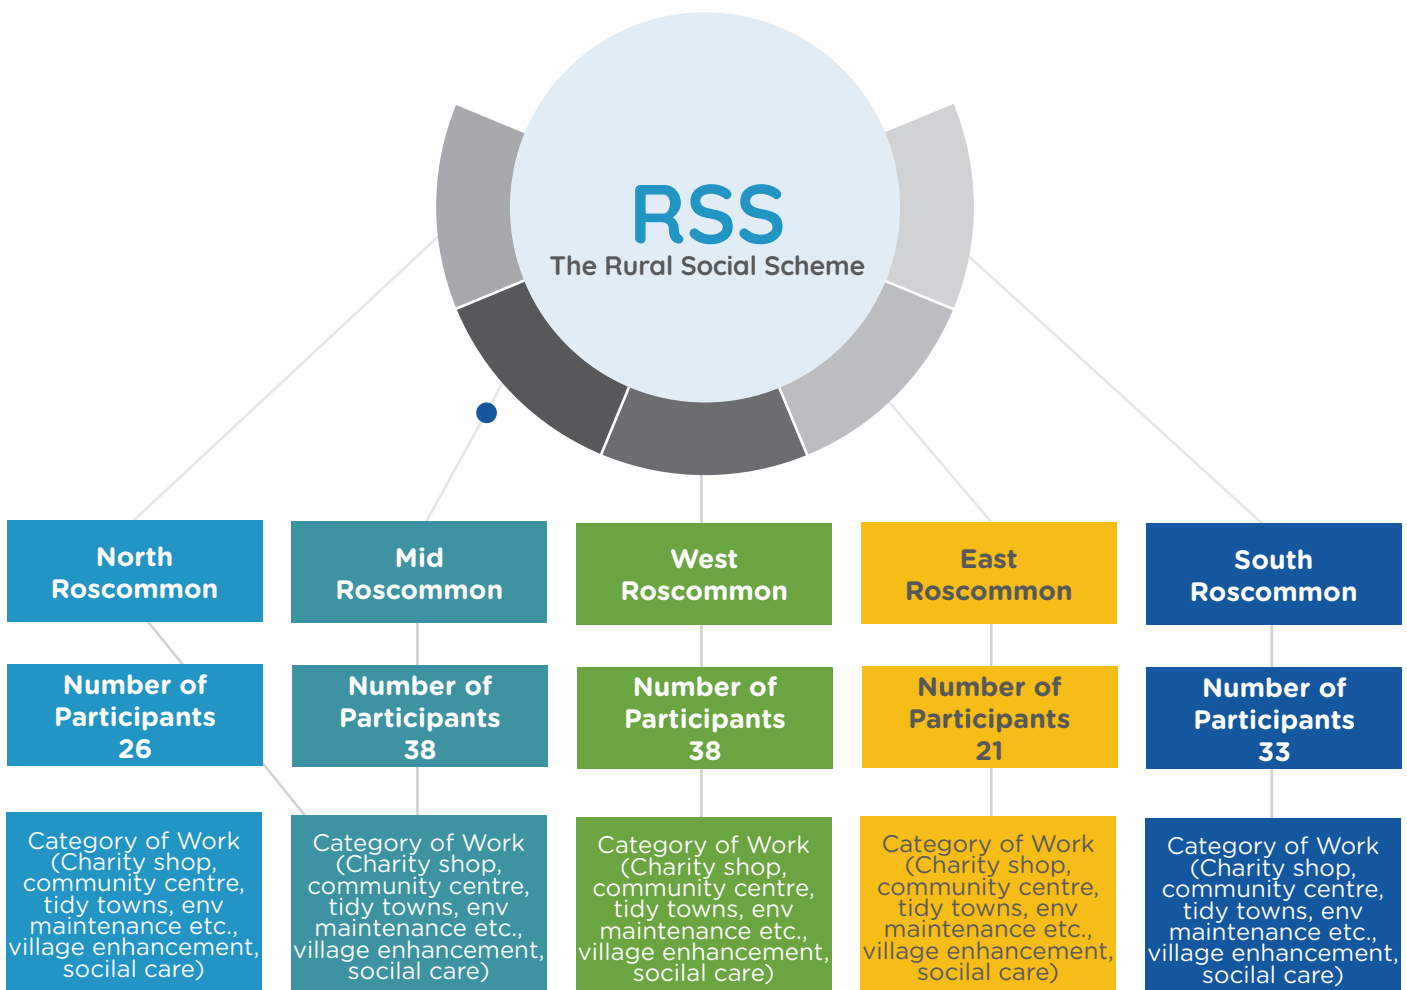 RSS
The Rural Social Scheme
North
Roscommon
Number of
Participants
26
Category of Work
(Charity shop,
community centre,
tidy towns, env
maintenance etc.,
village enhancement,
socilal care)
Mid
Roscommon
Number of
Participants
38
Category of Work
(Charity shop,
community centre,
tidy towns, env
maintenance etc.,
village enhancement,
socilal care)
West
Roscommon
Number of
Participants
38
Category of Work
(Charity shop,
community centre,
tidy towns, env
maintenance etc.,
village enhancement,
socilal care)
East
Roscommon
Number of
Participants
21
Category of Work
(Charity shop,
community centre,
tidy towns, env
maintenance etc.,
village enhancement,
socilal care)
South
Roscommon
Number of
Participants
33
Category of Work
(Charity shop,
community centre,
tidy towns, env
maintenance etc.,
village enhancement,
socilal care)